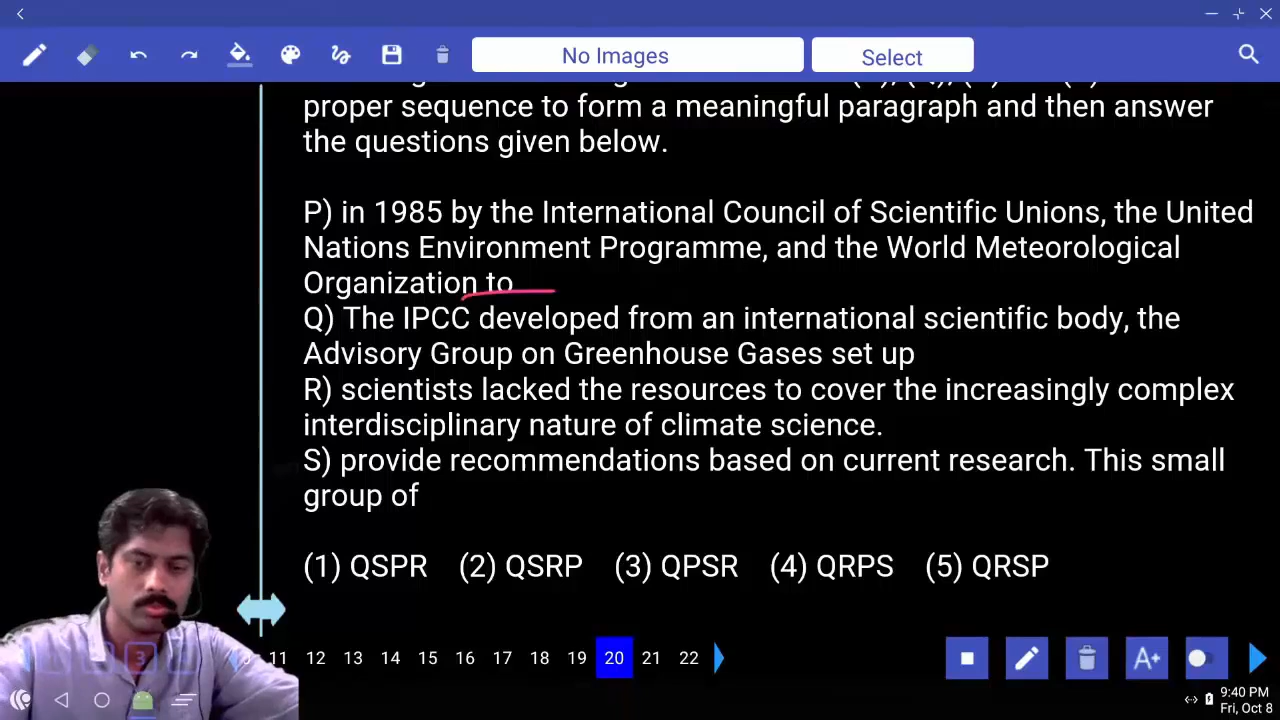 No Images
Select
proper sequence to form a meaningful paragraph and then answer
the questions given below.
P) in 1985 by the International Council of Scientific Unions, the United
Nations Environment Programme, and the World Meteorological
Organization to
Q) The IPCC developed from an international scientific body, the
Advisory Group on Greenhouse Gases set up
R) scientists lacked the resources to cover the increasingly complex
interdisciplinary nature of climate science.
S) provide recommendations based on current research. This small
group of
(1) QSPR (2) QSRP (3) QPSR (4) QRPS (5) QRSP
11 12 13 14 15 16 17 18 19 20 21 22
A+
3
9:40 PM
Fri, Oct 8